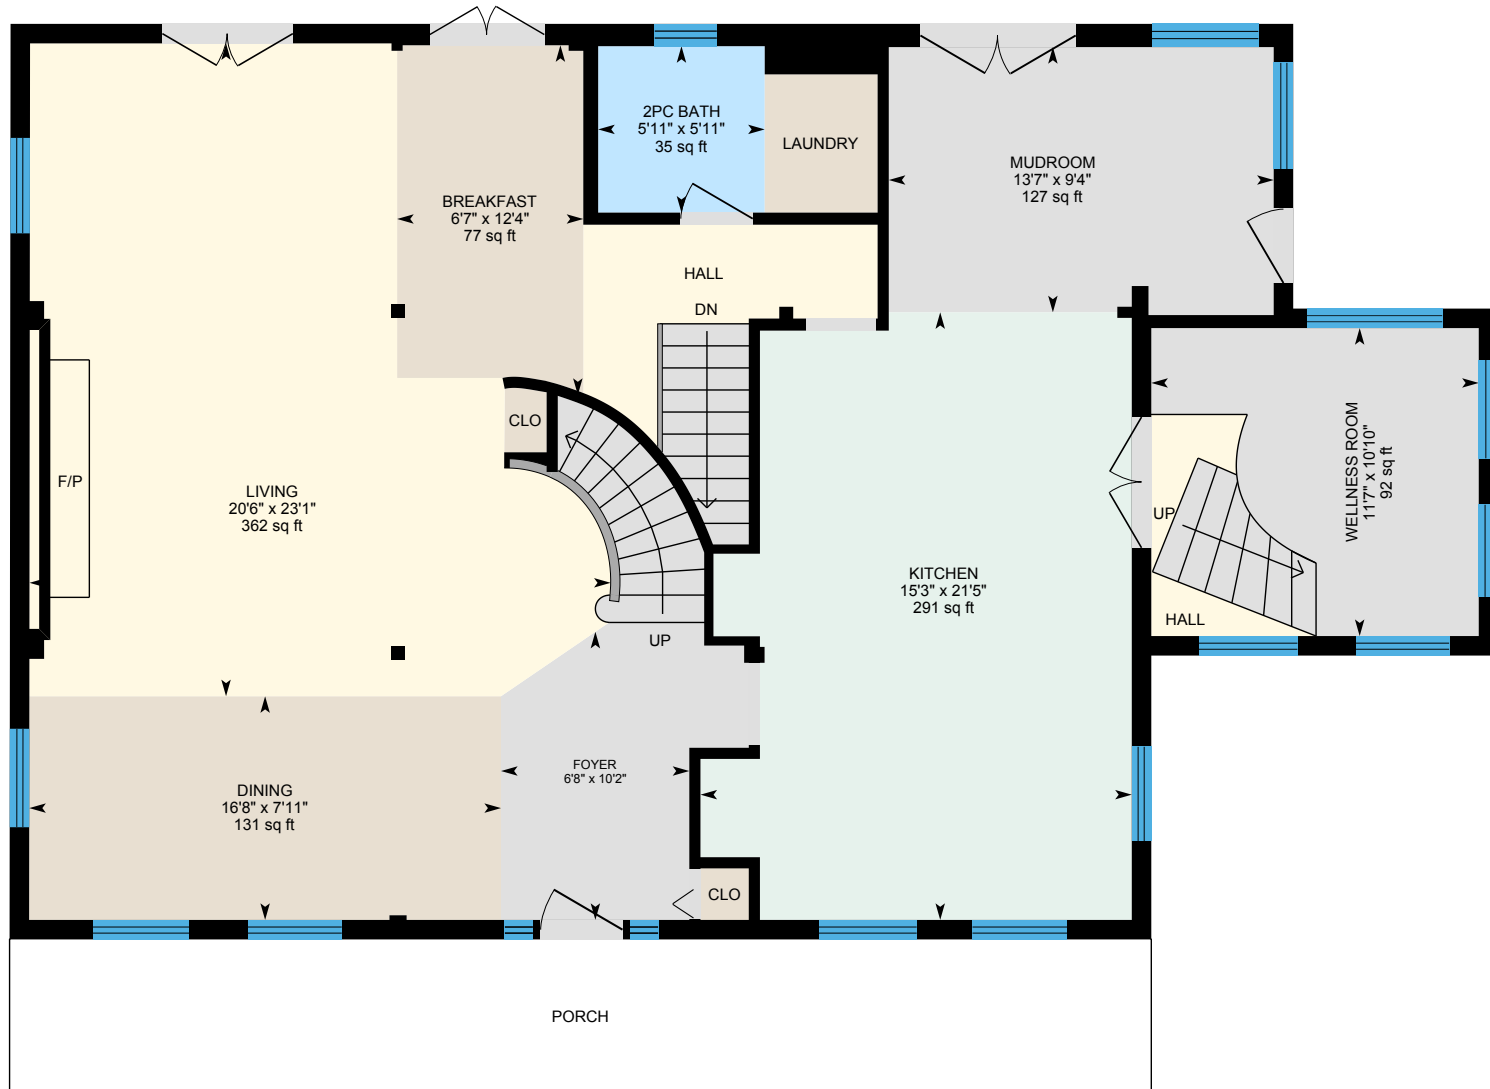 2PC BATH
5'11" x 5'11"
35 sq ft
LAUNDRY
MUDROOM
13'7" x 9'4"
127 sq ft
BREAKFAST
6'7" x 12'4"
77 sq ft
HALL
DN
CLO
F/P
LIVING
20'6" x 23'1"
362 sq ft
WELLNESS ROOM
11'7" x 10'10"
92 sq ft
UP
HALL
KITCHEN
15'3" x 21'5"
291 sq ft
UP
FOYER
6'8" x 10'2"
DINING
16'8" x 7'11"
131 sq ft
CLO
PORCH